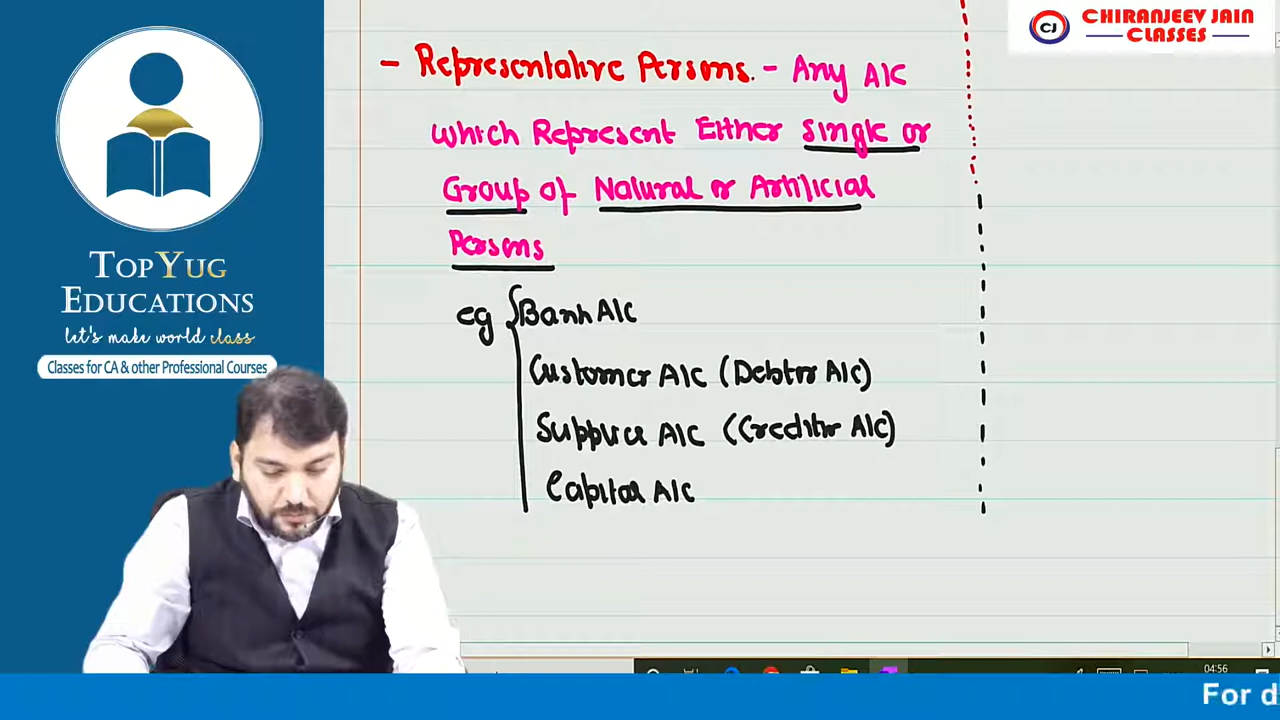 CHIRANJEEV JAIN
CLASSES
CJ
- Representative Persons. - Any A/c
which Represent Either Single or
Group of Natural or Artificial
Persons
eg { Bank A/c
Customer A/c (Debtor A/c)
Supplier A/c (Creditor A/c)
Capital A/c
TOPYUG
EDUCATIONS
let's make world class
Classes for CA & other Professional Courses
04:56
For d